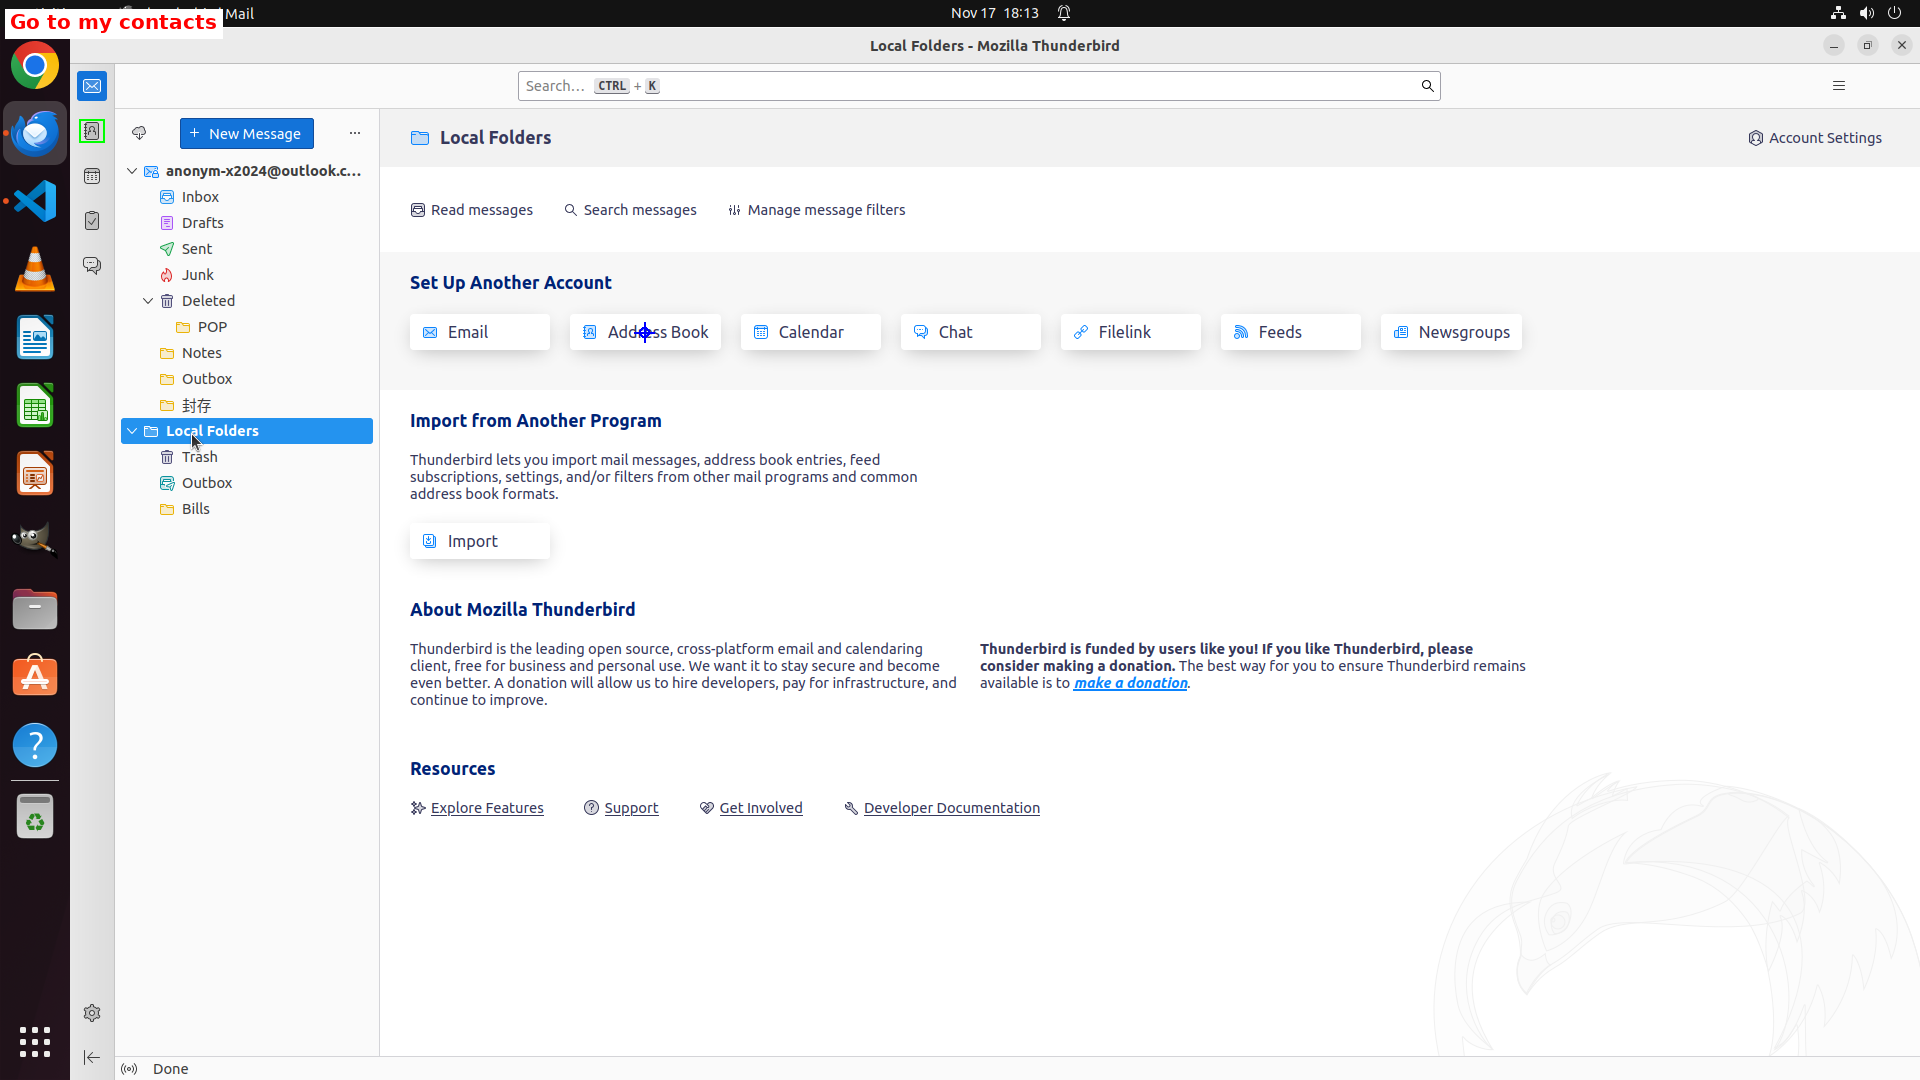 Go to my contacts
Mail
Nov 17 18:13
Local Folders - Mozilla Thunderbird
Search... CTRL + K
New Message
Local Folders
Account Settings
anonym-x2024@outlook.c...
Inbox
Drafts
Sent
Junk
Deleted
POP
Notes
Outbox
封存
Local Folders
Trash
Outbox
Bills
Read messages
Search messages
Manage message filters
Set Up Another Account
Email
Address Book
Calendar
Chat
Filelink
Feeds
Newsgroups
Import from Another Program
Thunderbird lets you import mail messages, address book entries, feed
subscriptions, settings, and/or filters from other mail programs and common
address book formats.
Import
About Mozilla Thunderbird
Thunderbird is the leading open source, cross-platform email and calendaring
client, free for business and personal use. We want it to stay secure and become
even better. A donation will allow us to hire developers, pay for infrastructure, and
continue to improve.
Thunderbird is funded by users like you! If you like Thunderbird, please
consider making a donation. The best way for you to ensure Thunderbird remains
available is to make a donation.
Resources
Explore Features
Support
Get Involved
Developer Documentation
Done